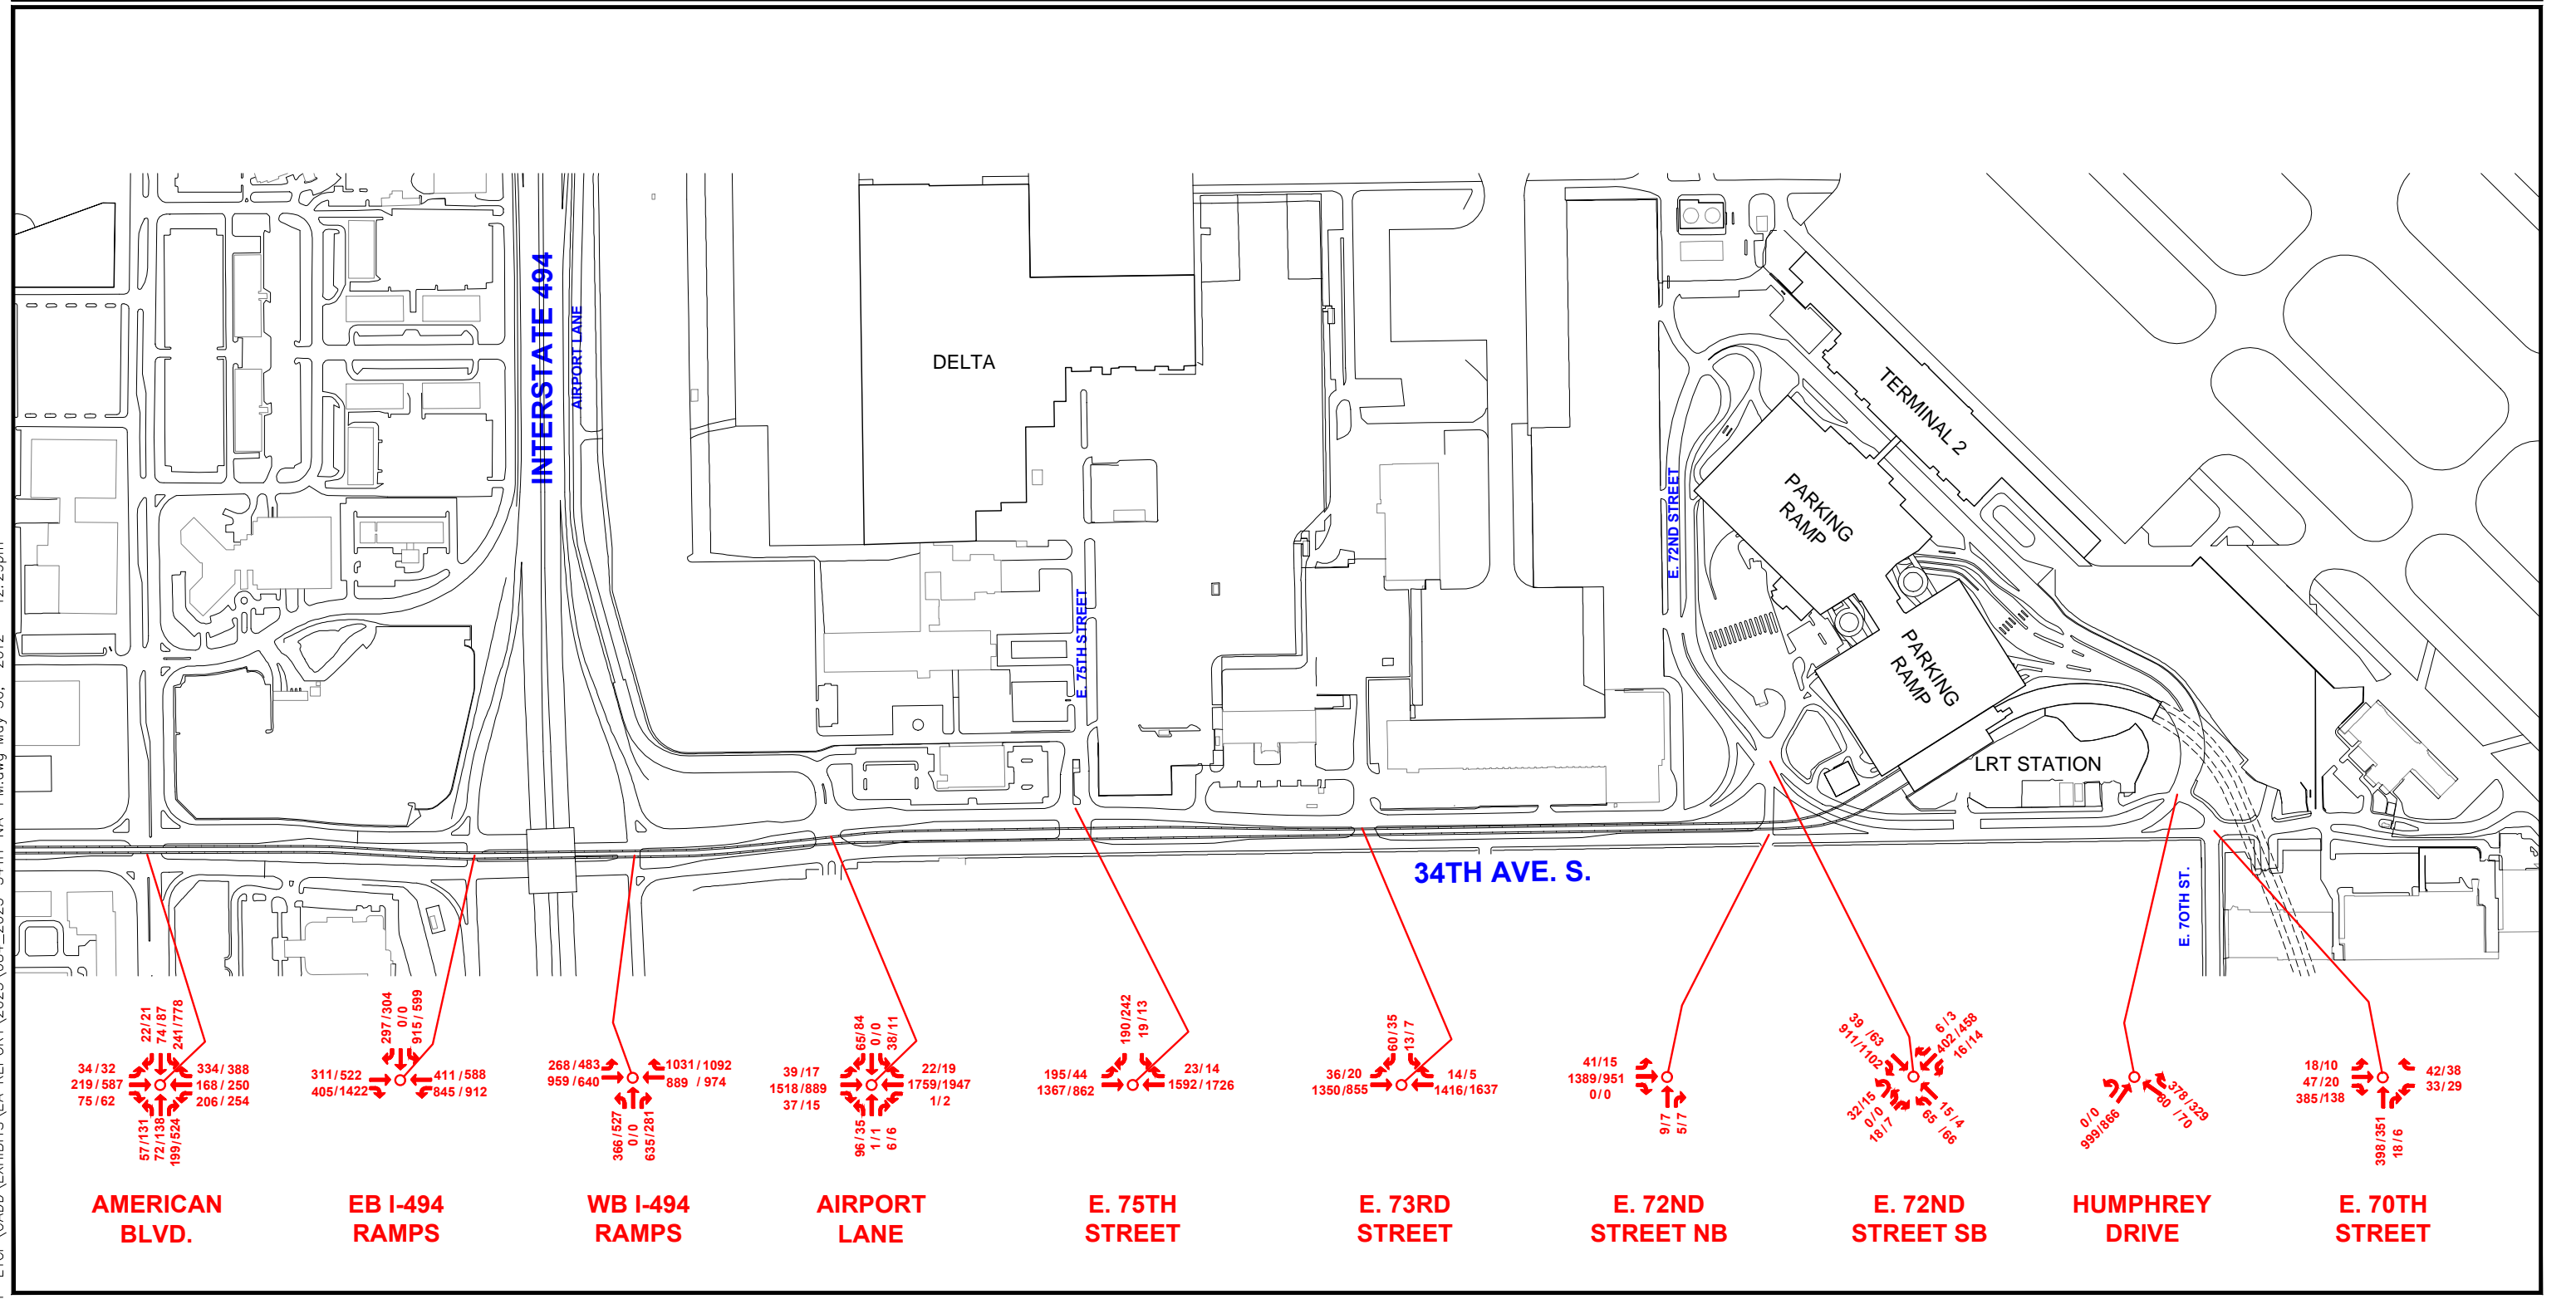 INTERSTATE 494
AIRPORT LANE
DELTA
E. 75TH STREET
E. 72ND STREET
TERMINAL 2
PARKING
RAMP
PARKING
RAMP
LRT STATION
34TH AVE. S.
E. 70TH ST.
22/21
74/87
241/778
34/32
219/587
75/62
334/388
168/250
206/254
57/131
72/138
199/524
AMERICAN
BLVD.
297/304
0/0
915/599
311/522
405/1422
411/588
845/912
EB I-494
RAMPS
268/483
959/640
1031/1092
889 /974
366/527
0/0
635/281
WB I-494
RAMPS
65/84
0/0
38/11
39/17
1518/889
37/15
22/19
1759/1947
1/2
96/35
1/1
6/6
AIRPORT
LANE
190/242
19/13
195/44
1367/862
23/14
1592/1726
E. 75TH
STREET
60/35
13/7
36/20
1350/855
14/5
1416/1637
E. 73RD
STREET
41/15
1389/951
0/0
9/7
5/7
E. 72ND
STREET NB
39 /63
911/1102
6/3
402/458
16/14
32/15
0/0
18/7
15/4
65 /66
E. 72ND
STREET SB
0/0
999/866
378/329
80 /70
HUMPHREY
DRIVE
18/10
47/20
385/138
42/38
33/29
398/351
18/6
E. 70TH
STREET